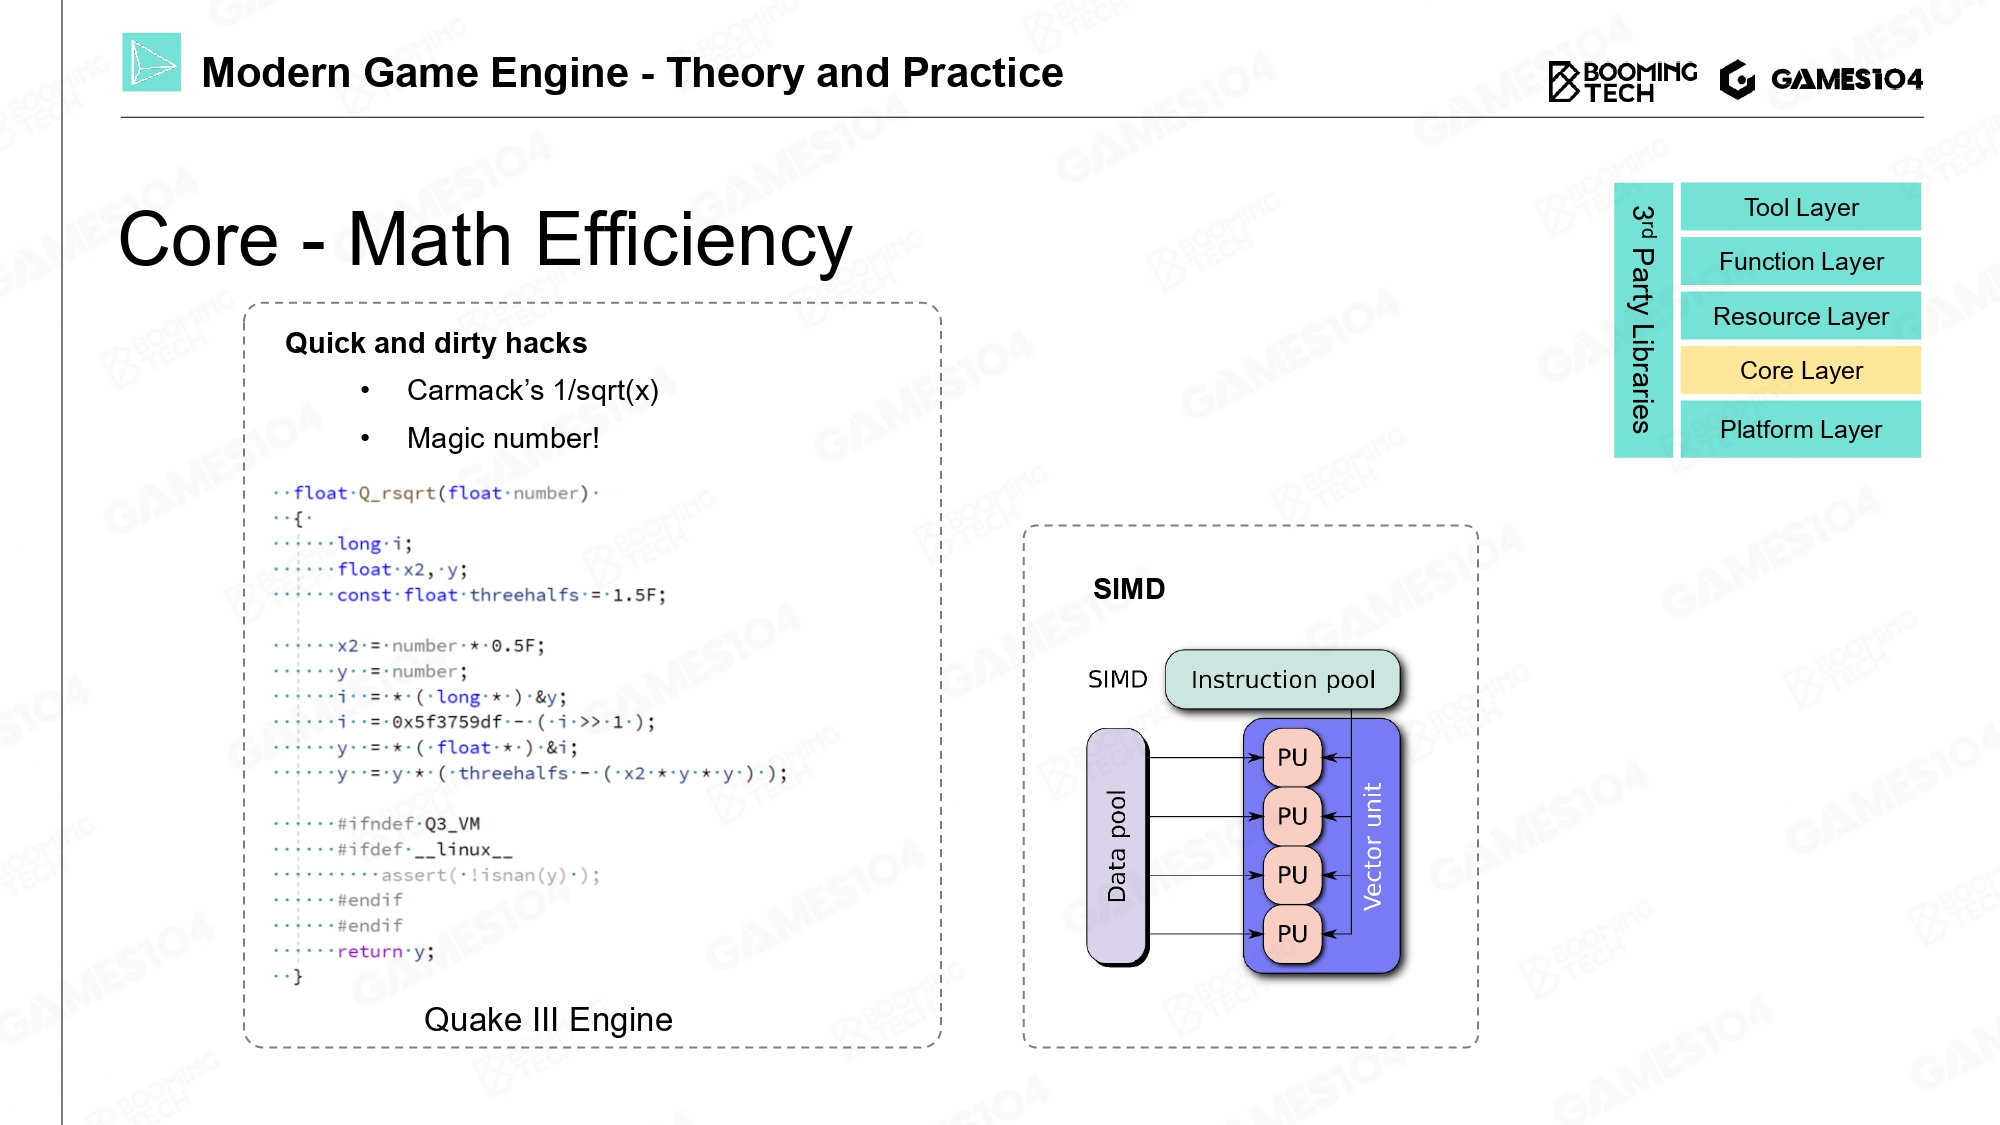 Modern Game Engine - Theory and Practice
BOOMING
TECH
GAMES104
Core - Math Efficiency
3rd Party Libraries
Tool Layer
Function Layer
Resource Layer
Core Layer
Platform Layer
Quick and dirty hacks
• Carmack’s 1/sqrt(x)
• Magic number!
float Q_rsqrt(float number)
{
long i;
float x2, y;
const float threehalfs = 1.5F;
x2 = number * 0.5F;
y = number;
i = * ( long * ) &y;
i = 0x5f3759df - ( i >> 1 );
y = * ( float * ) &i;
y = y * ( threehalfs - ( x2 * y * y ) );
#ifndef Q3_VM
#ifdef __linux__
assert( !isnan(y) );
#endif
#endif
return y;
}
Quake III Engine
SIMD
SIMD
Instruction pool
Data pool
PU
PU
PU
PU
Vector unit